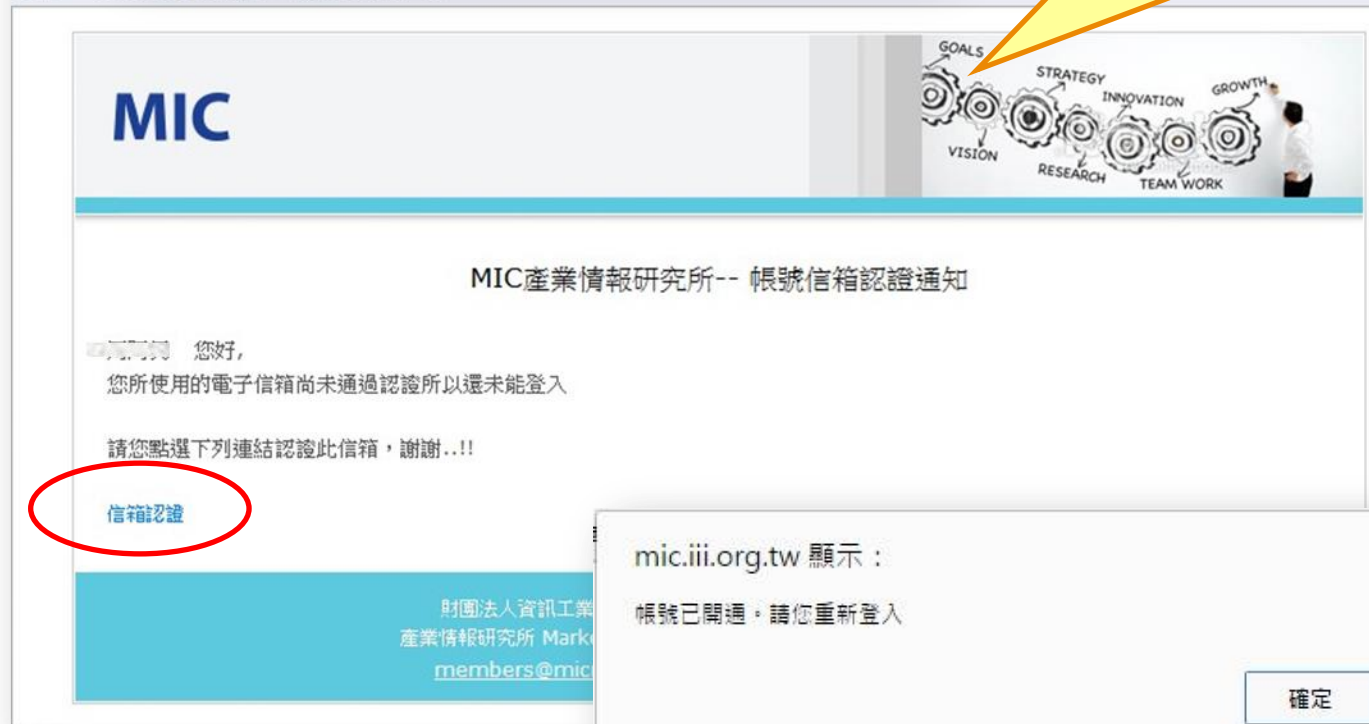 MIC
GOALS
STRATEGY
INNOVATION
GROWTH
VISION
RESEARCH
TEAM WORK
MIC產業情報研究所-- 帳號信箱認證通知
您好,
您所使用的電子信箱尚未通過認證所以還未能登入
請您點選下列連結認證此信箱，謝謝..!!
信箱認證
mic.iii.org.tw 顯示：
帳號已開通。請您重新登入
確定
財團法人資訊工業
產業情報研究所 Mark
members@mic